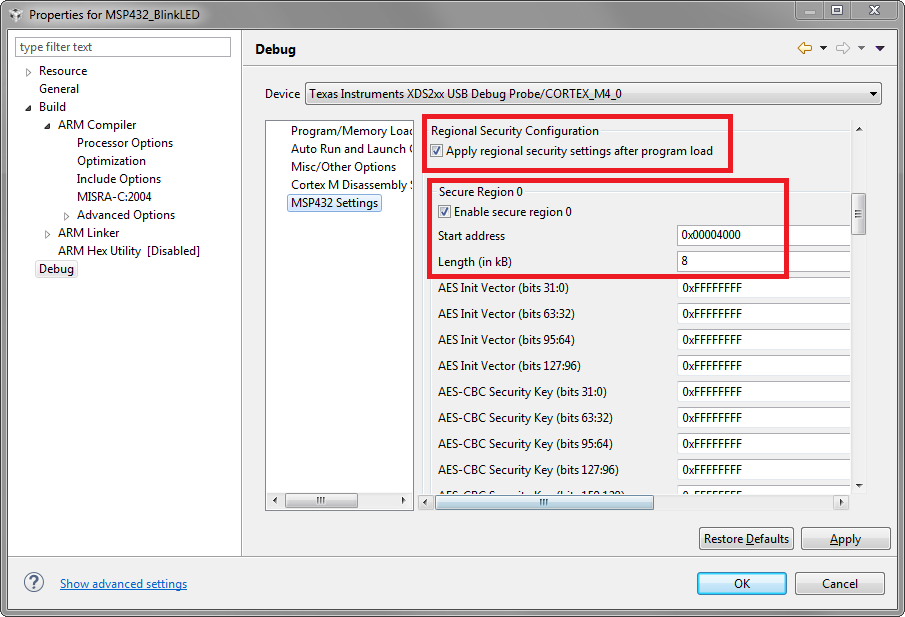 Properties for MSP432_BlinkLED
type filter text
Resource
General
Build
ARM Compiler
Processor Options
Optimization
Include Options
MISRA-C:2004
Advanced Options
ARM Linker
ARM Hex Utility [Disabled]
Debug
Debug
Device Texas Instruments XDS2xx USB Debug Probe/CORTEX_M4_0
Program/Memory Loa
Auto Run and Launch
Misc/Other Options
Cortex M Disassembly
MSP432 Settings
Regional Security Configuration
Apply regional security settings after program load
Secure Region 0
Enable secure region 0
Start address 0x00004000
Length (in kB) 8
AES Init Vector (bits 31:0) 0xFFFFFFFF
AES Init Vector (bits 63:32) 0xFFFFFFFF
AES Init Vector (bits 95:64) 0xFFFFFFFF
AES Init Vector (bits 127:96) 0xFFFFFFFF
AES-CBC Security Key (bits 31:0) 0xFFFFFFFF
AES-CBC Security Key (bits 63:32) 0xFFFFFFFF
AES-CBC Security Key (bits 95:64) 0xFFFFFFFF
AES-CBC Security Key (bits 127:96) 0xFFFFFFFF
Restore Defaults Apply
? Show advanced settings OK Cancel